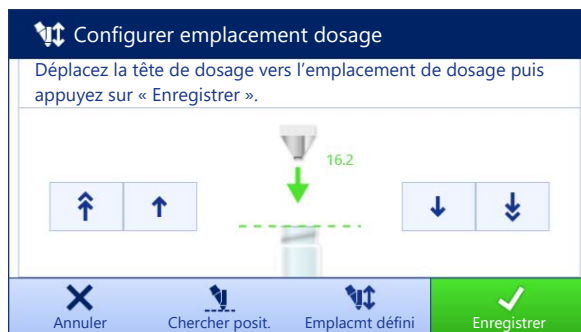 Configurer emplacement dosage
Déplacez la tête de dosage vers l’emplacement de dosage puis
appuyez sur « Enregistrer ».
16.2
Annuler
Chercher posit.
Emplacmt défini
Enregistrer